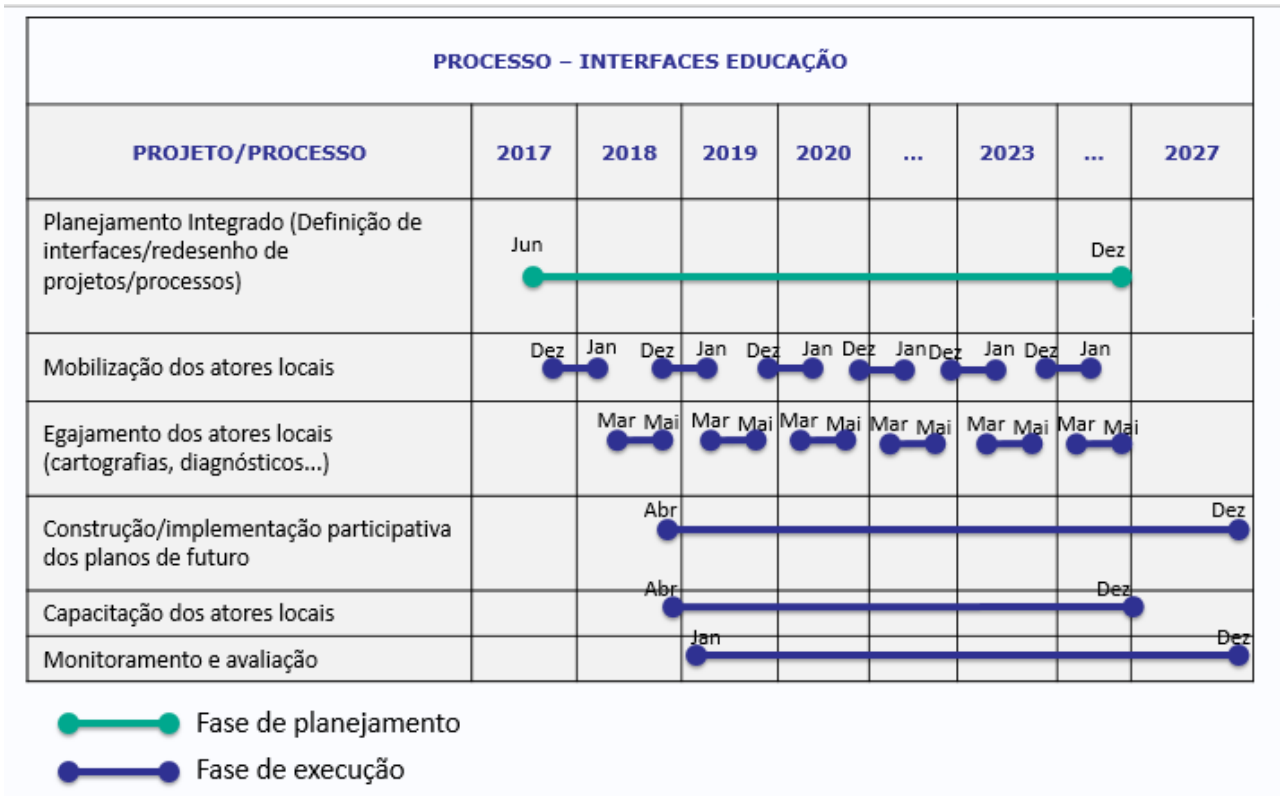 PROCESSO – INTERFACES EDUCAÇÃO
PROJETO/PROCESSO 2017 2018 2019 2020 ... 2023 ... 2027
Planejamento Integrado (Definição de
interfaces/redesenho de
projetos/processos)
Jun Dez
Mobilização dos atores locais
Dez Jan Dez Jan Dez Jan Dez Jan Dez Jan Dez Jan
Egajamento dos atores locais
(cartografias, diagnósticos...)
Mar Mai Mar Mai Mar Mai Mar Mai Mar Mai Mar Mai
Construção/implementação participativa
dos planos de futuro
Abr Dez
Capacitação dos atores locais
Abr Dez
Monitoramento e avaliação
Jan Dez
Fase de planejamento
Fase de execução